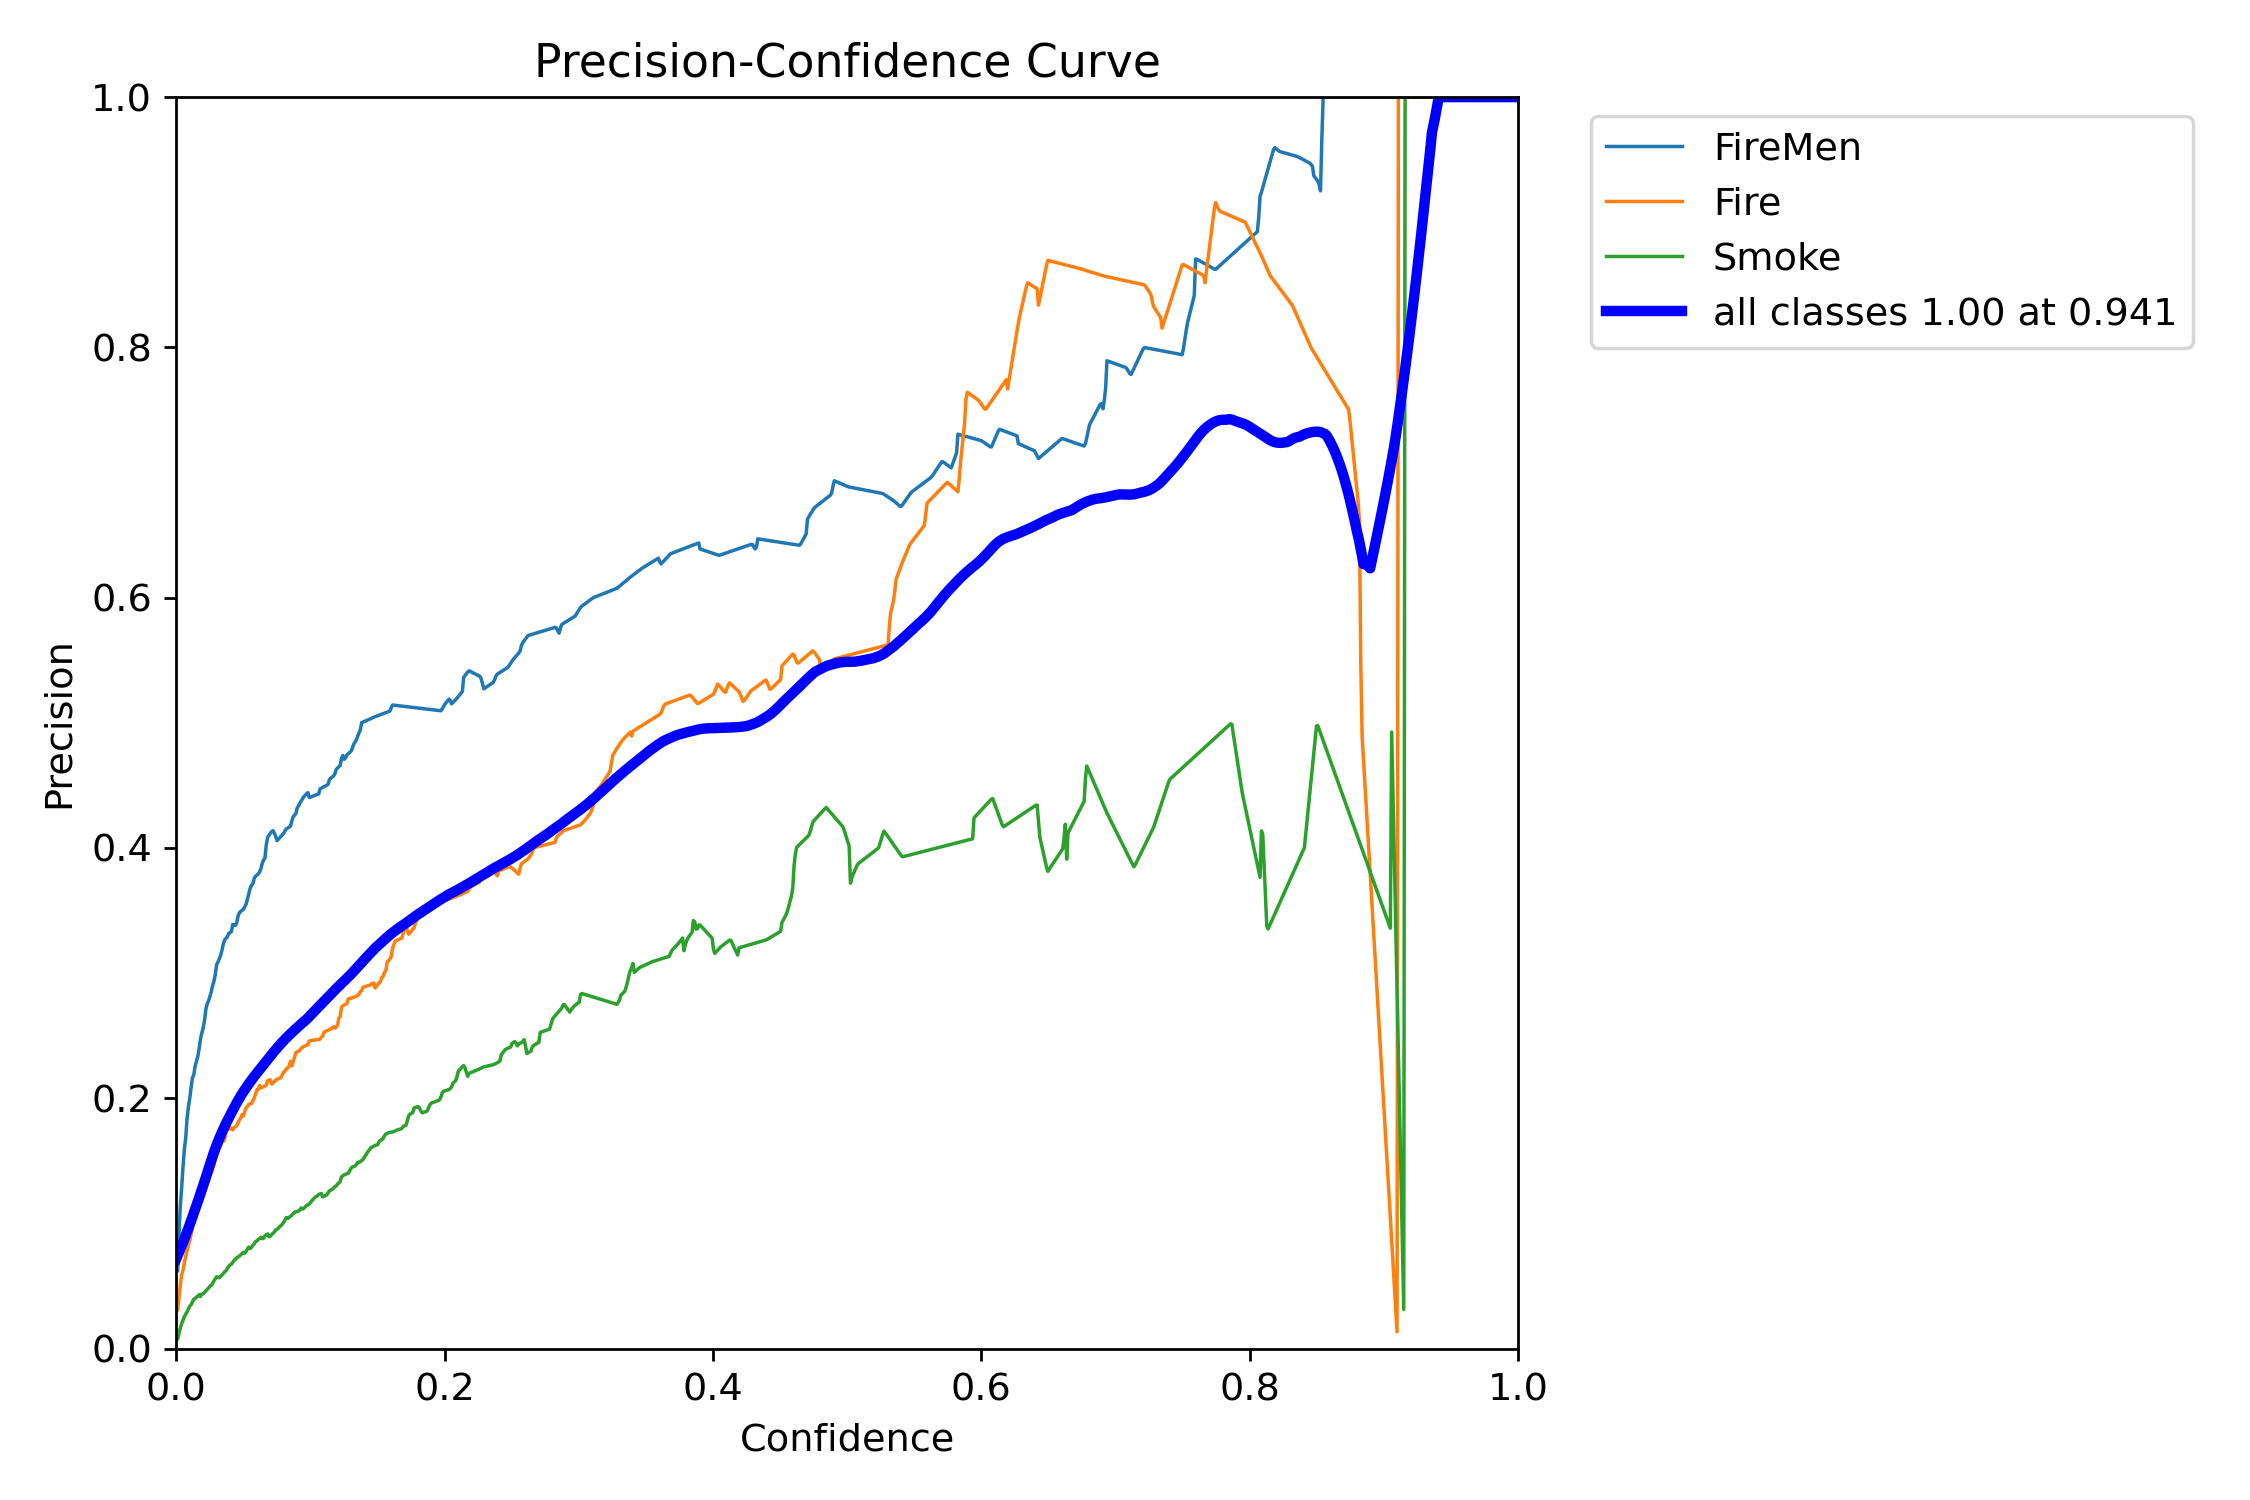 Precision-Confidence Curve
1.0
0.8
0.6
0.4
0.2
0.0
Precision
0.0 0.2 0.4 0.6 0.8 1.0
Confidence
FireMen
Fire
Smoke
all classes 1.00 at 0.941